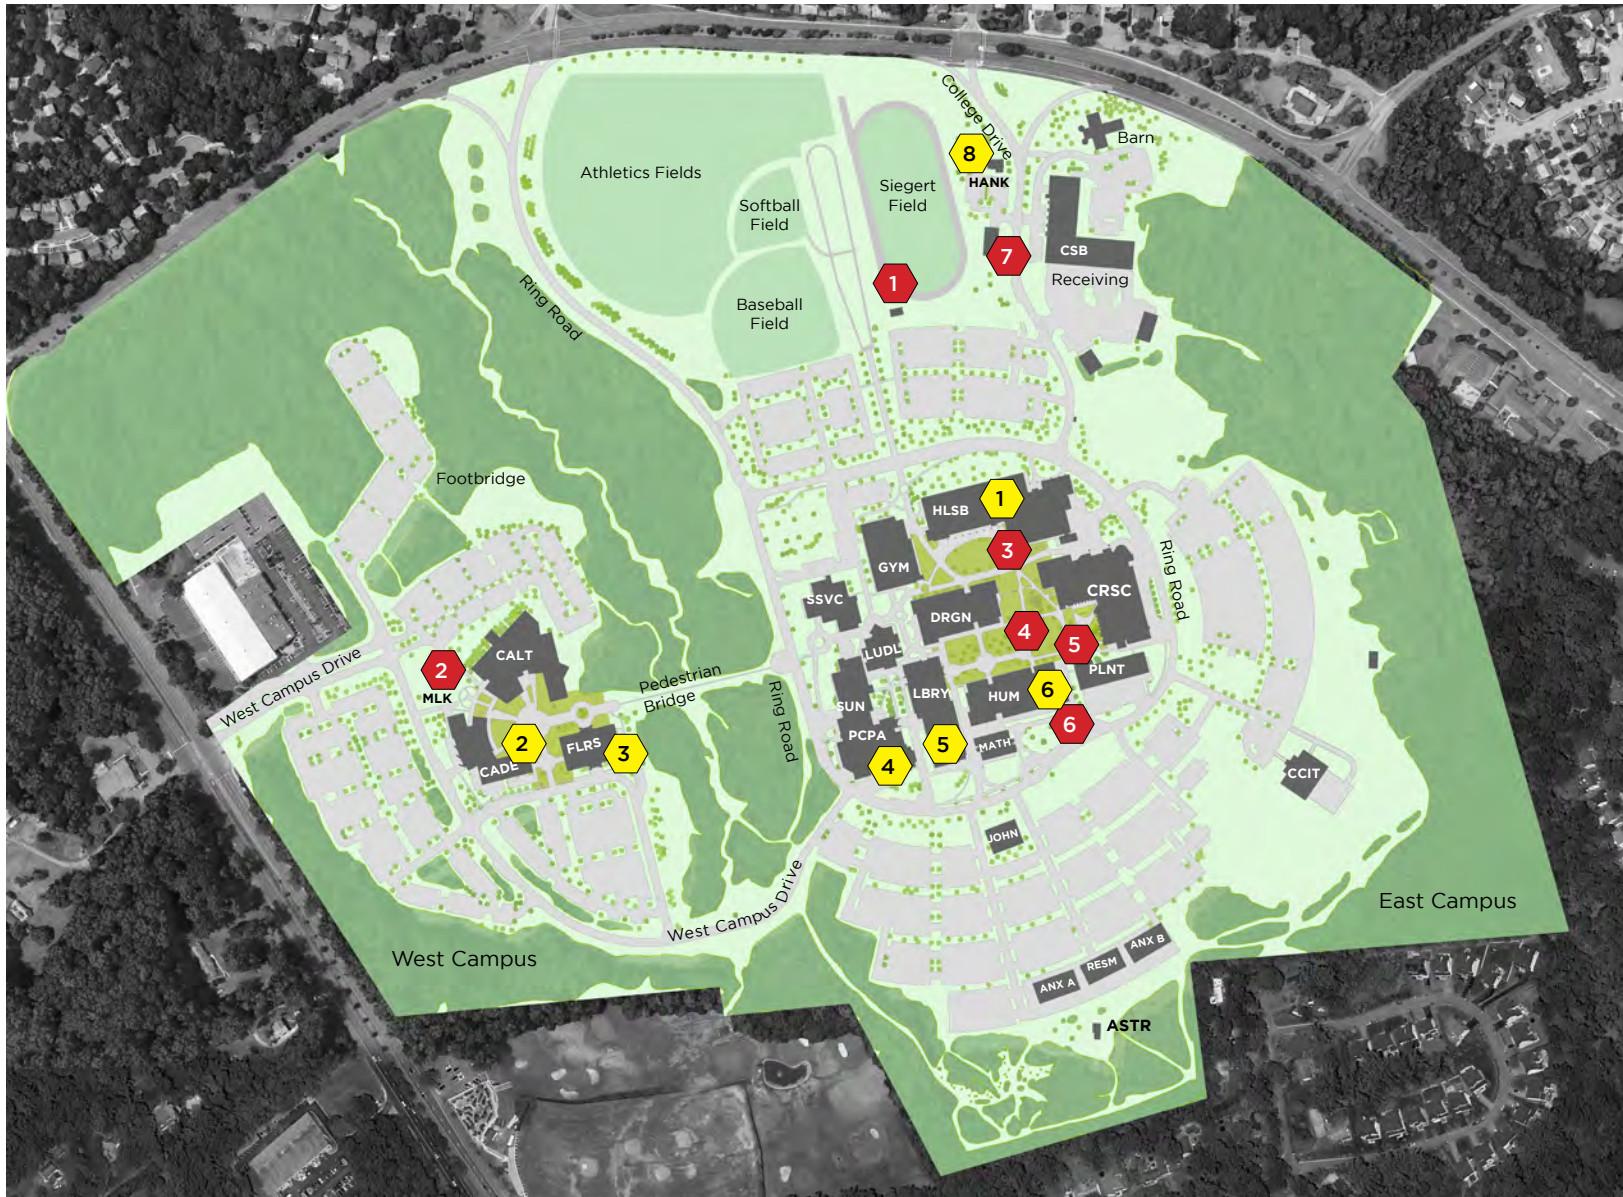 College Drive
8
HANK
Barn
Athletics Fields
Siegert
Field
Softball
Field
7
CSB
Receiving
1
Baseball
Field
Ring Road
Footbridge
HLSB
1
3
GYM
CRSC
Ring Road
SSVC
DRGN
4
5
LUDL
PLNT
CALT
2
MLK
West Campus Drive
Pedestrian
Bridge
Ring Road
LBRY
HUM
6
6
SUN
PCPA
4
5
MATH
2
CADE
FLRS
3
CCIT
JOHN
West Campus Drive
East Campus
West Campus
ANX A
RESM
ANX B
ASTR